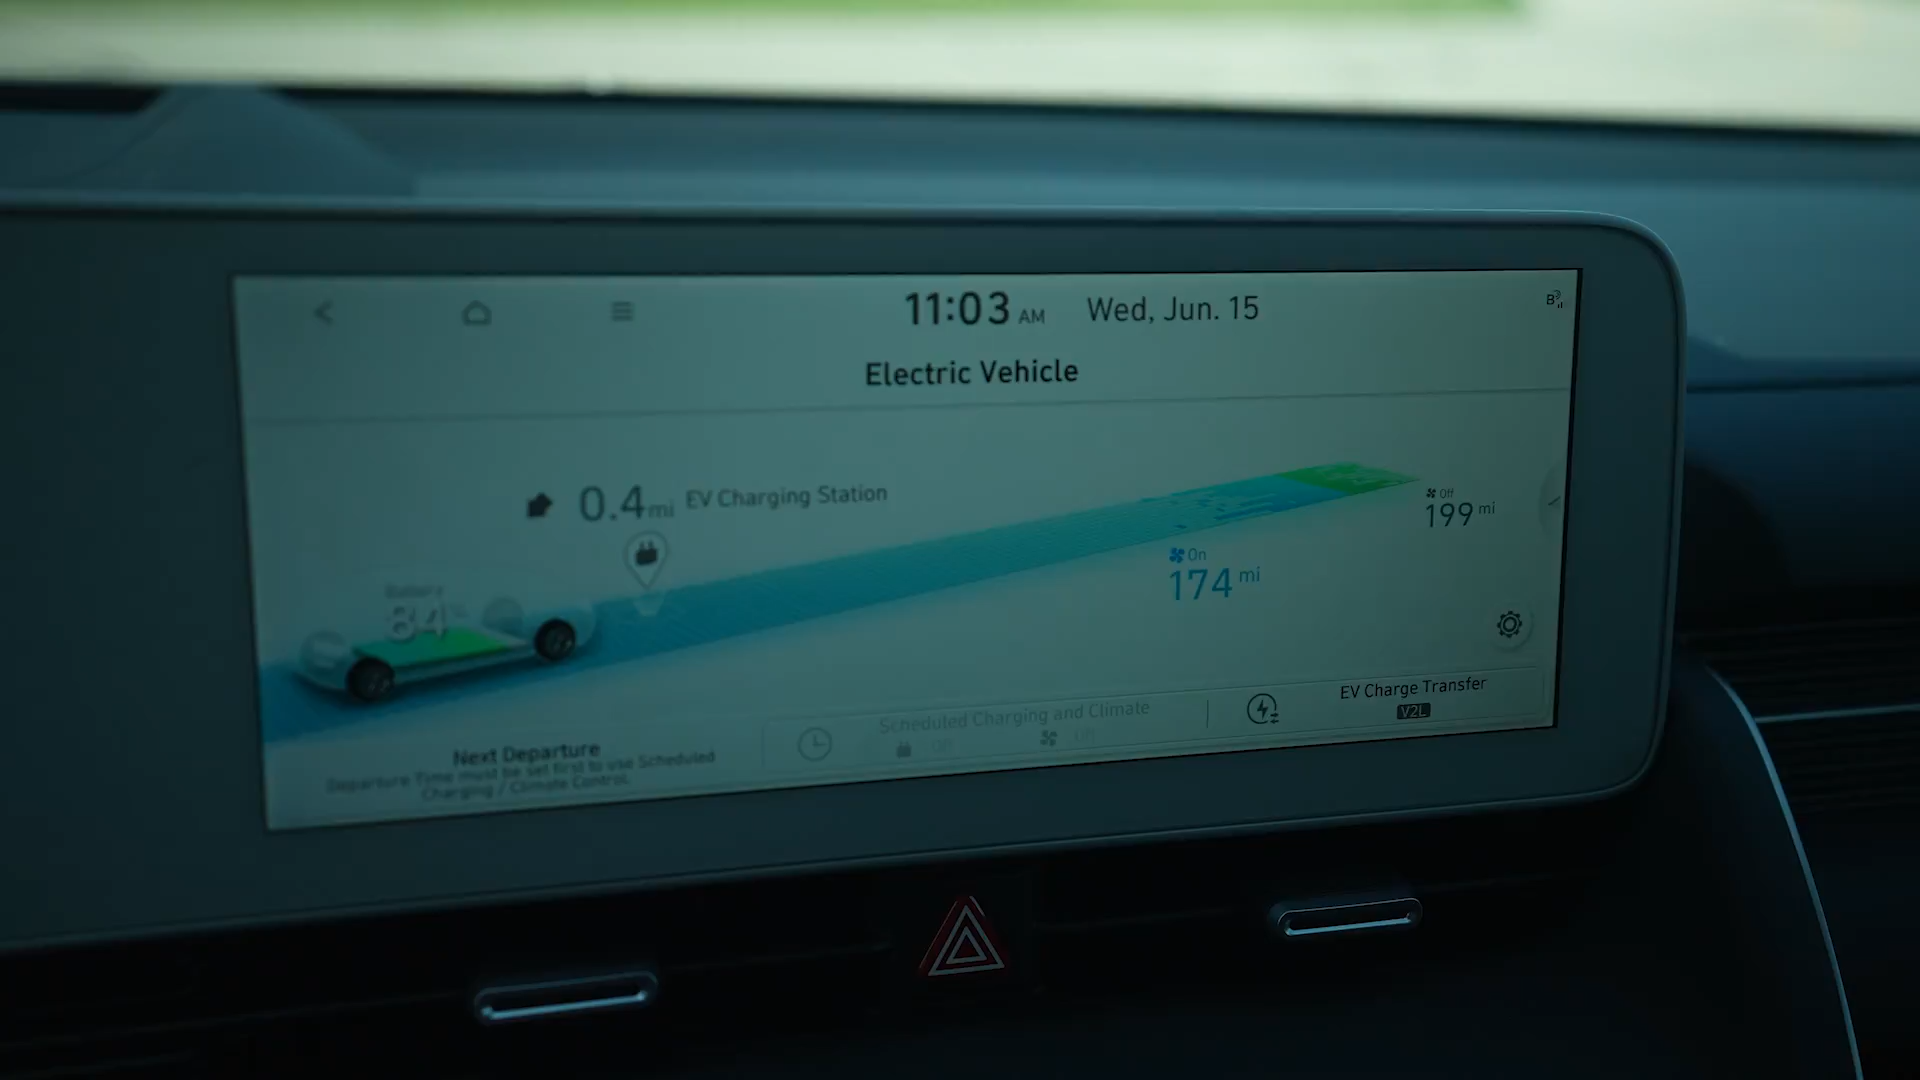 11:03 AM Wed, Jun. 15
Electric Vehicle
0.4 mi EV Charging Station
Off
199 mi
On
174 mi
Battery
84%
EV Charge Transfer
V2L
Scheduled Charging and Climate
Off Off
Next Departure
Departure Time must be set first to use Scheduled
Charging / Climate Control.